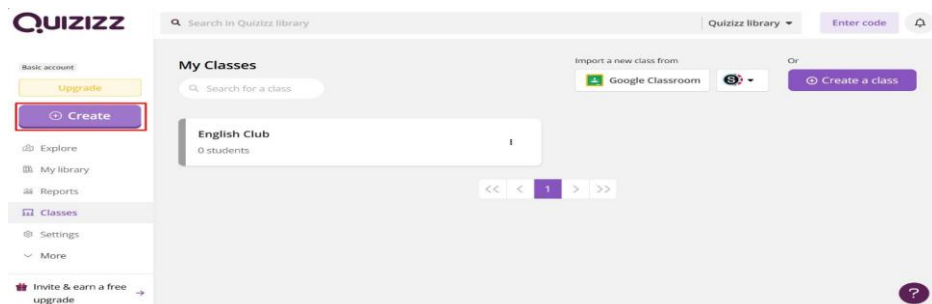 Quizizz
Search in Quizizz library
Quizizz library
Enter code
Basic account
Upgrade
Create
Explore
My library
Reports
Classes
Settings
More
Invite & earn a free
upgrade
My Classes
Search for a class
Import a new class from
Google Classroom
S
Or
Create a class
English Club
0 students
<< < 1 > >>
?